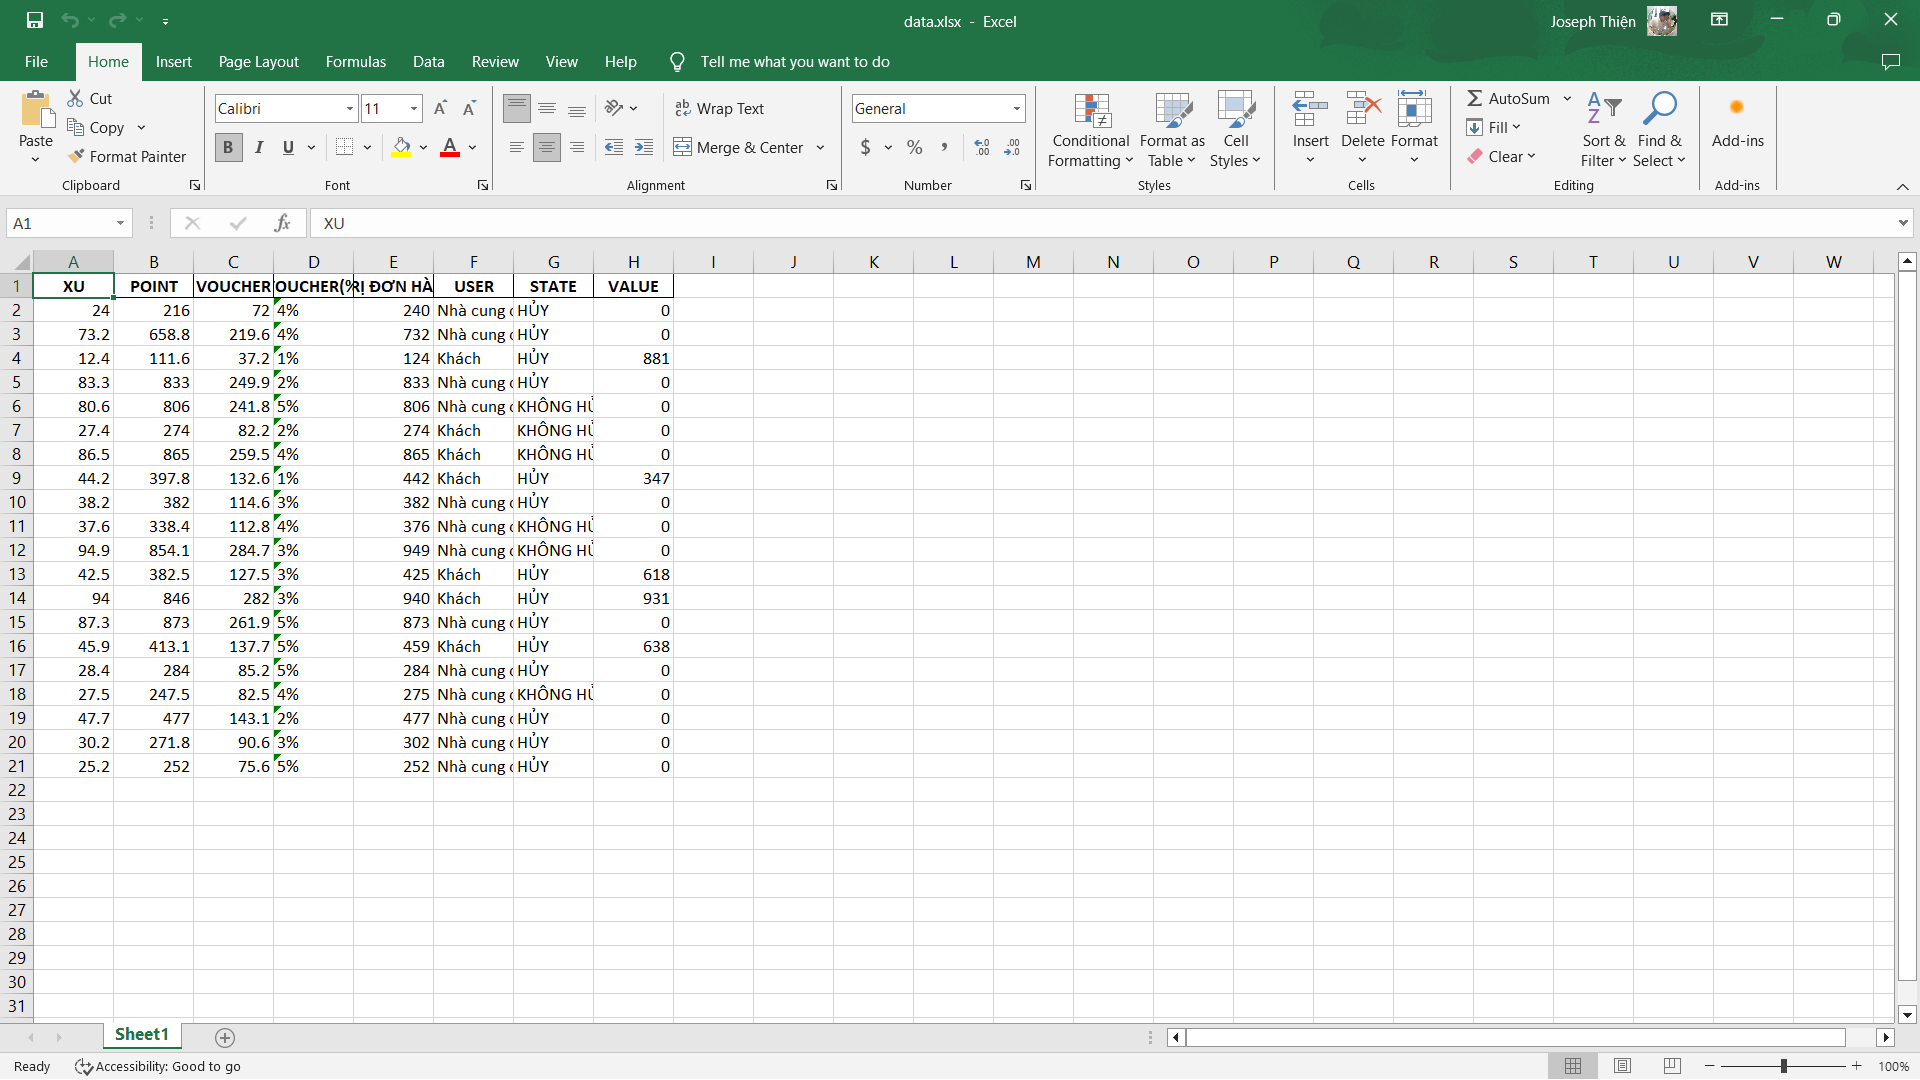 data.xlsx - Excel
Joseph Thiện
File Home Insert Page Layout Formulas Data Review View Help Tell me what you want to do
Paste
Cut
Copy
Format Painter
Clipboard
Calibri 11
B I U A
Font
Wrap Text
Merge & Center
Alignment
General
$ % ,
Number
Conditional Formatting
Format as Table
Cell Styles
Styles
Insert Delete Format
Cells
AutoSum
Fill
Clear
Sort & Filter
Find & Select
Editing
Add-ins
Add-ins
A1 fx XU
A B C D E F G H I J K L M N O P Q R S T U V W
1 XU POINT VOUCHER OUCHER(% RỊ ĐƠN HÀ USER STATE VALUE
2 24 216 72 4% 240 Nhà cung c HỦY 0
3 73.2 658.8 219.6 4% 732 Nhà cung c HỦY 0
4 12.4 111.6 37.2 1% 124 Khách HỦY 881
5 83.3 833 249.9 2% 833 Nhà cung c HỦY 0
6 80.6 806 241.8 5% 806 Nhà cung c KHÔNG HỦ 0
7 27.4 274 82.2 2% 274 Khách KHÔNG HỦ 0
8 86.5 865 259.5 4% 865 Khách KHÔNG HỦ 0
9 44.2 397.8 132.6 1% 442 Khách HỦY 347
10 38.2 382 114.6 3% 382 Nhà cung c HỦY 0
11 37.6 338.4 112.8 4% 376 Nhà cung c KHÔNG HỦ 0
12 94.9 854.1 284.7 3% 949 Nhà cung c KHÔNG HỦ 0
13 42.5 382.5 127.5 3% 425 Khách HỦY 618
14 94 846 282 3% 940 Khách HỦY 931
15 87.3 873 261.9 5% 873 Nhà cung c HỦY 0
16 45.9 413.1 137.7 5% 459 Khách HỦY 638
17 28.4 284 85.2 5% 284 Nhà cung c HỦY 0
18 27.5 247.5 82.5 4% 275 Nhà cung c KHÔNG HỦ 0
19 47.7 477 143.1 2% 477 Nhà cung c HỦY 0
20 30.2 271.8 90.6 3% 302 Nhà cung c HỦY 0
21 25.2 252 75.6 5% 252 Nhà cung c HỦY 0
22
23
24
25
26
27
28
29
30
31
Sheet1
Ready Accessibility: Good to go 100%